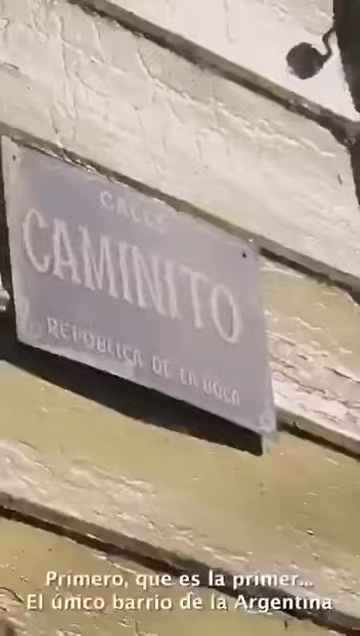 CALLE
CAMINITO
REPUBLICA DE LA BOCA
Primero, que es la primer...
El único barrio de la Argentina